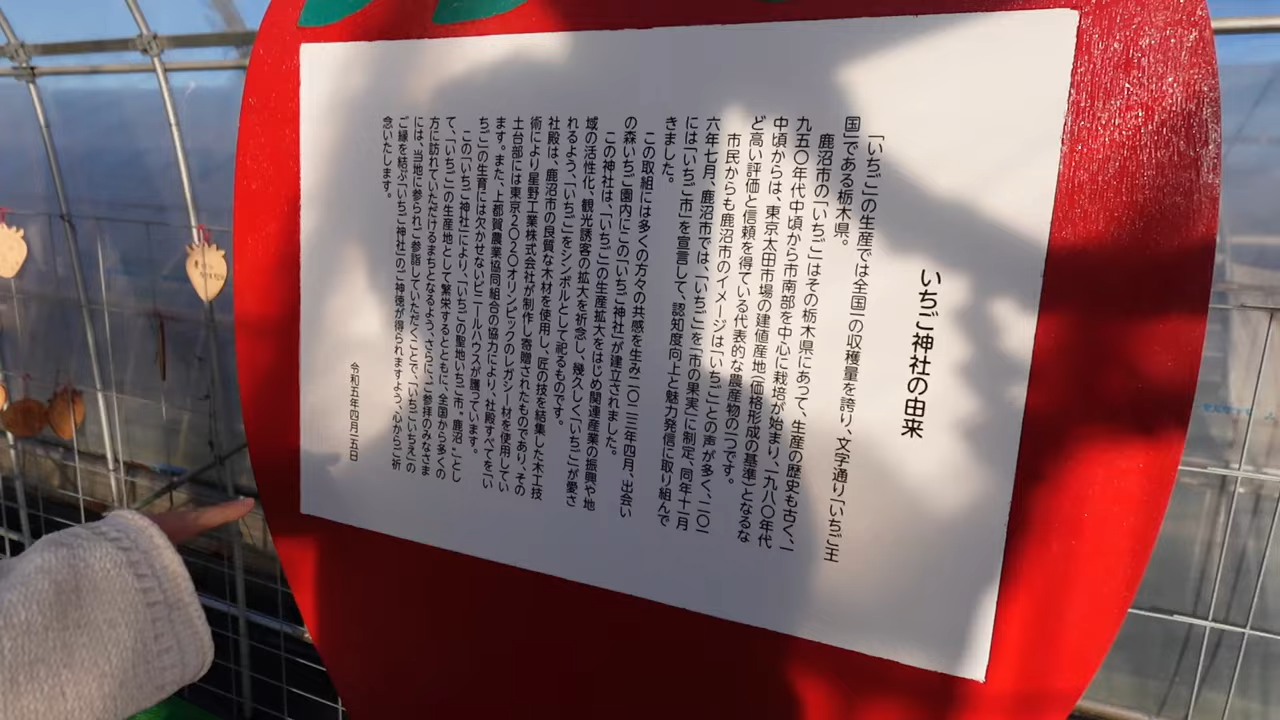 いちご神社の由来
「いちご」の生産では全国一の収穫量を誇り、文字通り「いちご王
国」である栃木県。
鹿沼市の「いちご」はその栃木県にあって、生産の歴史も古く、一
九五〇年代中頃から市南部を中心に栽培が始まり、一九八〇年代
中頃からは、東京太田市場の建値産地（価格形成の基準）となるな
ど高い評価と信頼を得ている代表的な農産物の一つです。
市民からも鹿沼市のイメージは「いちご」との声が多く、二〇一
六年七月、鹿沼市では、「いちご」を「市の果実」に制定、同年十一月
には「いちご市」を宣言して、認知度向上と魅力発信に取り組んで
きました。
この取組には多くの方々の共感を生み二〇二三年四月、出会い
の森いちご園内にこの「いちご神社」が建立されました。
この神社は、「いちご」の生産拡大をはじめ関連産業の振興や地
域の活性化、観光誘客の拡大を祈念し、幾久しく「いちご」が愛さ
れるよう、「いちご」をシンボルとして祀るものです。
社殿は、鹿沼市の良質な木材を使用し、匠の技を結集した木工技
術により星野工業株式会社が制作し寄贈されたものであり、その
土台部には東京２０２０オリンピックのレガシー材を使用してい
ます。また、上都賀農業協同組合の協力により、社殿すべてを「い
ちご」の生育には欠かせないビニールハウスが護っています。
この「いちご神社」により、「いちごの聖地いちご市。鹿沼。」とし
て、「いちご」の生産地として繁栄するとともに、全国から多くの
方に訪れていただけるまちとなるよう、さらにご参拝のみなさま
には、当地に参らせご参詣していただくことで、「いちごいちえ」の
ご縁を結ぶ「いちご神社」のご神徳が得られますよう、心からご祈
念いたします。
令和五年四月一五日